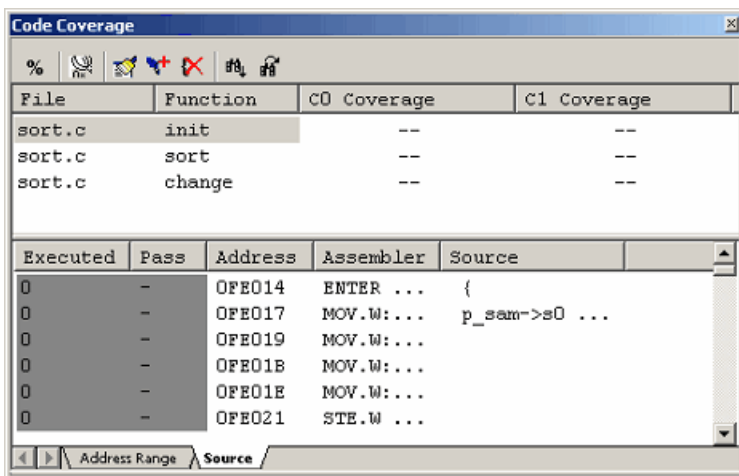 Code Coverage
%
File Function C0 Coverage C1 Coverage
sort.c init -- --
sort.c sort -- --
sort.c change -- --
Executed Pass Address Assembler Source
0 - 0FE014 ENTER ... {
0 - 0FE017 MOV.W:... p_sam->s0 ...
0 - 0FE019 MOV.W:...
0 - 0FE01B MOV.W:...
0 - 0FE01E MOV.W:...
0 - 0FE021 STE.W ...
Address Range Source